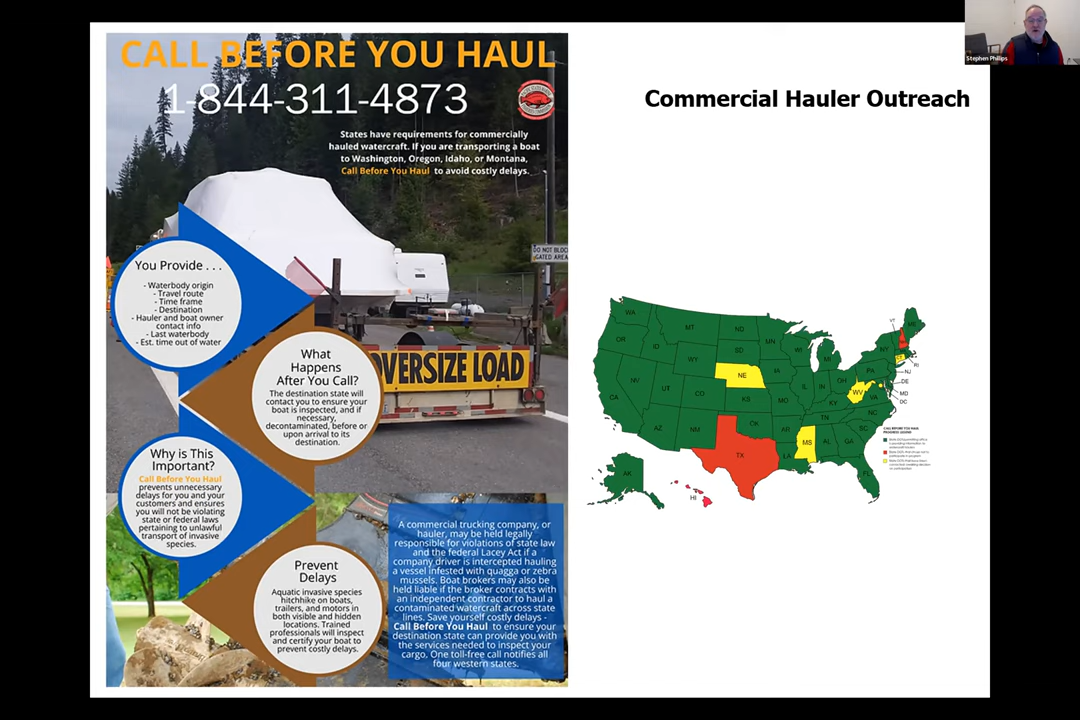 CALL BEFORE YOU HAUL
1-844-311-4873
States have requirements for commercially
hauled watercraft. If you are transporting a boat
to Washington, Oregon, Idaho, or Montana,
Call Before You Haul to avoid costly delays.
You Provide . . .
- Waterbody origin
- Travel route
- Time frame
- Destination
- Hauler and boat owner
contact info
- Last waterbody
- Est. time out of water
What
Happens
After You Call?
The destination state will
contact you to ensure your
boat is inspected, and if
necessary,
decontaminated, before or
upon arrival to its
destination.
OVERSIZE LOAD
DO NOT BLOC
GATED AREA
Why is This
Important?
Call Before You Haul
prevents unnecessary
delays for you and your
customers and ensures
you will not be violating
state or federal laws
pertaining to unlawful
transport of invasive
species.
Prevent
Delays
Aquatic invasive species
hitchhike on boats,
trailers, and motors in
both visible and hidden
locations. Trained
professionals will inspect
and certify your boat to
prevent costly delays.
A commercial trucking company, or
hauler, may be held legally
responsible for violations of state law
and the federal Lacey Act if a
company driver is intercepted hauling
a vessel infested with quagga or zebra
mussels. Boat brokers may also be
held liable if the broker contracts with
an independent contractor to haul a
contaminated watercraft across state
lines. Save yourself costly delays -
Call Before You Haul to ensure your
destination state can provide you with
the services needed to inspect your
cargo. One toll-free call notifies all
four western states.
Commercial Hauler Outreach
WA
MT
ND
MN
OR
ID
SD
WI
MI
NY
VT
ME
WY
NE
IA
PA
RI
NJ
NV
UT
CO
KS
MO
IL
IN
OH
WV
VA
DE
MD
DC
CA
KY
NC
AZ
NM
OK
AR
TN
SC
TX
LA
MS
AL
GA
FL
AK
HI
Stephen Phillips